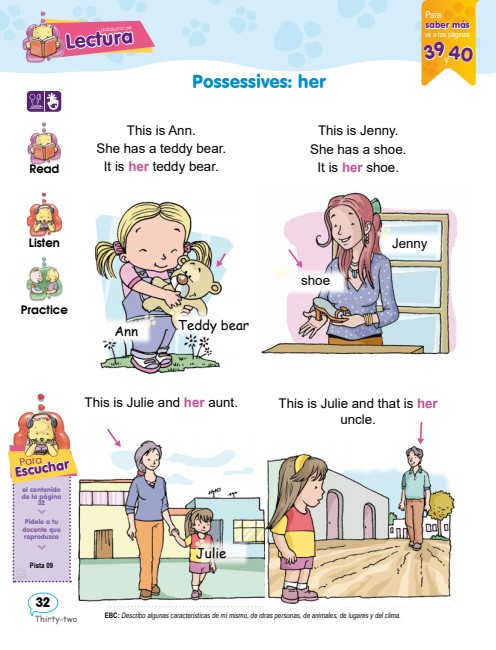 Lectura
Para
saber más
ve a las páginas
39 y 40
Possessives: her
Read
Listen
Practice
This is Ann.
She has a teddy bear.
It is her teddy bear.
This is Jenny.
She has a shoe.
It is her shoe.
Ann
Teddy bear
shoe
Jenny
This is Julie and her aunt.
This is Julie and that is her
uncle.
Julie
Para
Escuchar
el contenido
de la página
32
Pídele a tu
docente que
reproduzca
Pista 09
32
Thirty-two
EBC: Describo algunas características de mí mismo, de otras personas, de animales, de lugares y del clima.